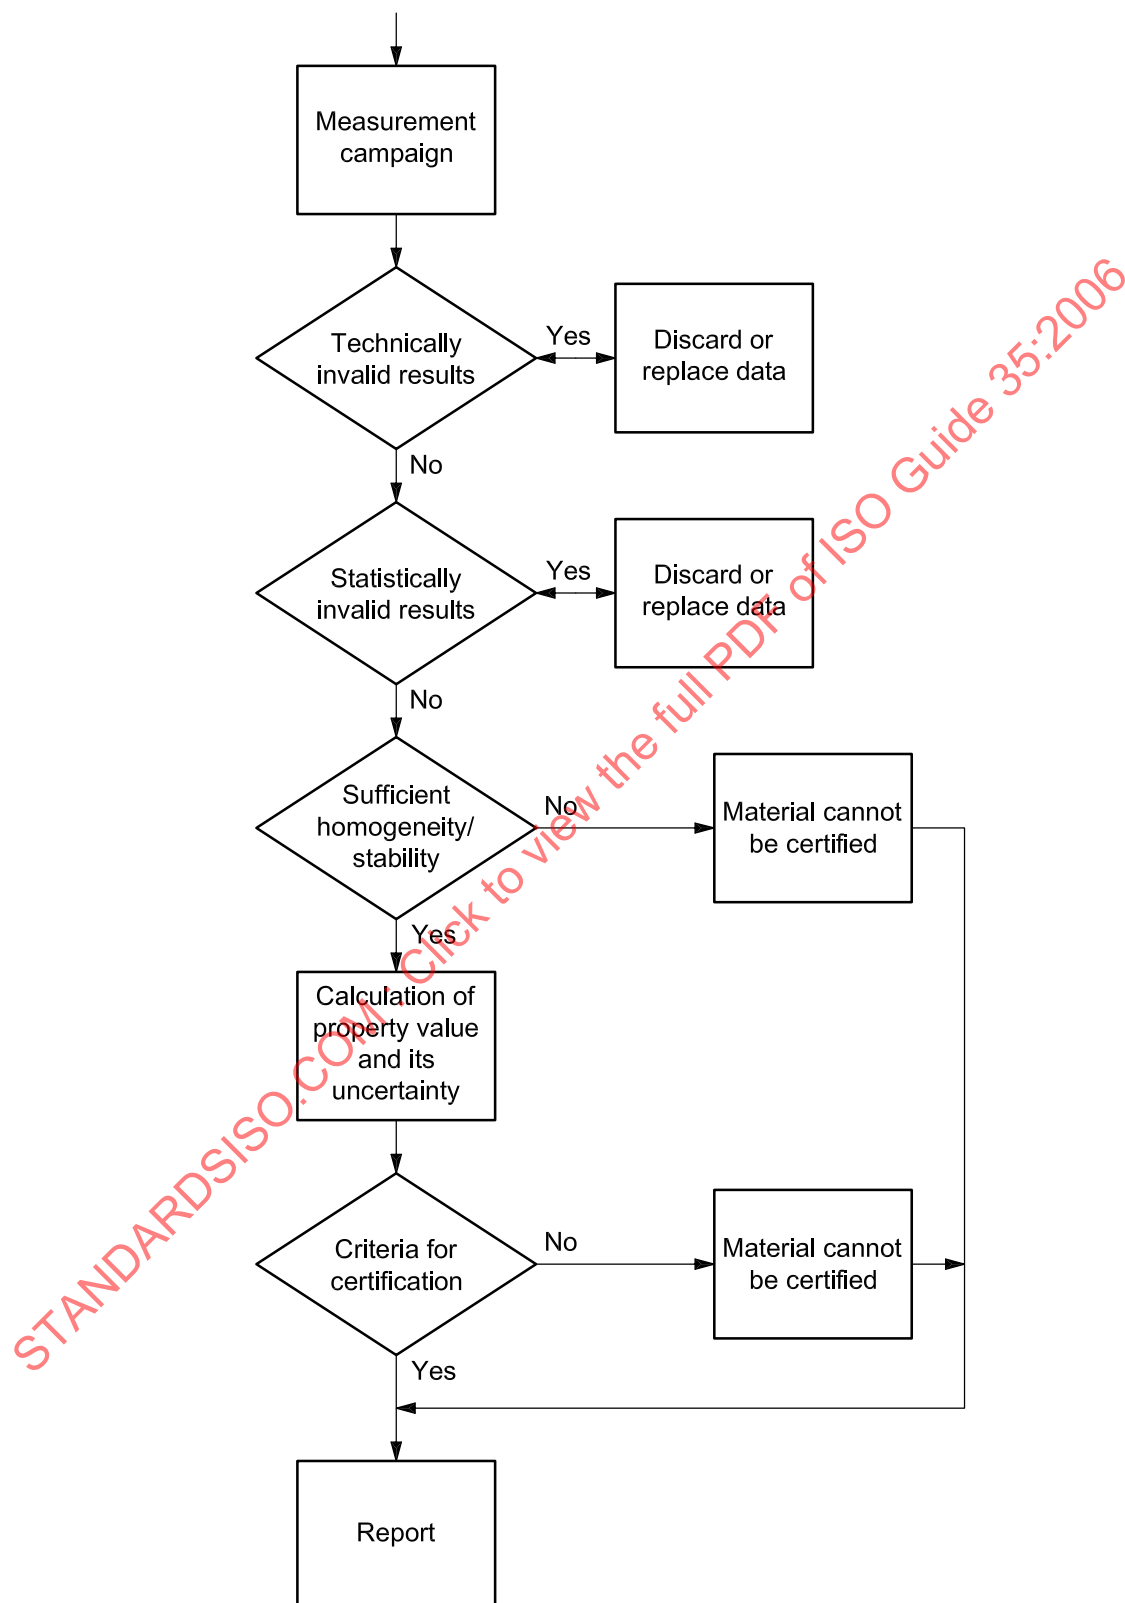 Measurement
campaign
Technically
invalid results
Yes
Discard or
replace data
No
Statistically
invalid results
Yes
Discard or
replace data
No
Sufficient
homogeneity/
stability
No
Material cannot
be certified
Yes
Calculation of
property value
and its
uncertainty
Criteria for
certification
No
Material cannot
be certified
Yes
Report
STANDARDSISO.COM : Click to view the full PDF of ISO Guide 35:2006